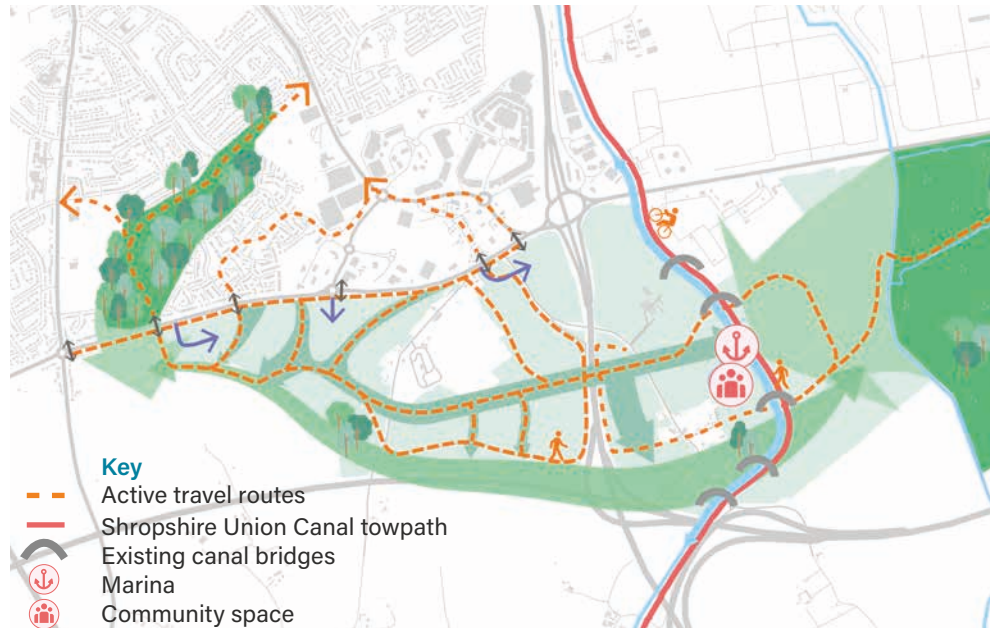 Key
Active travel routes
Shropshire Union Canal towpath
Existing canal bridges
Marina
Community space